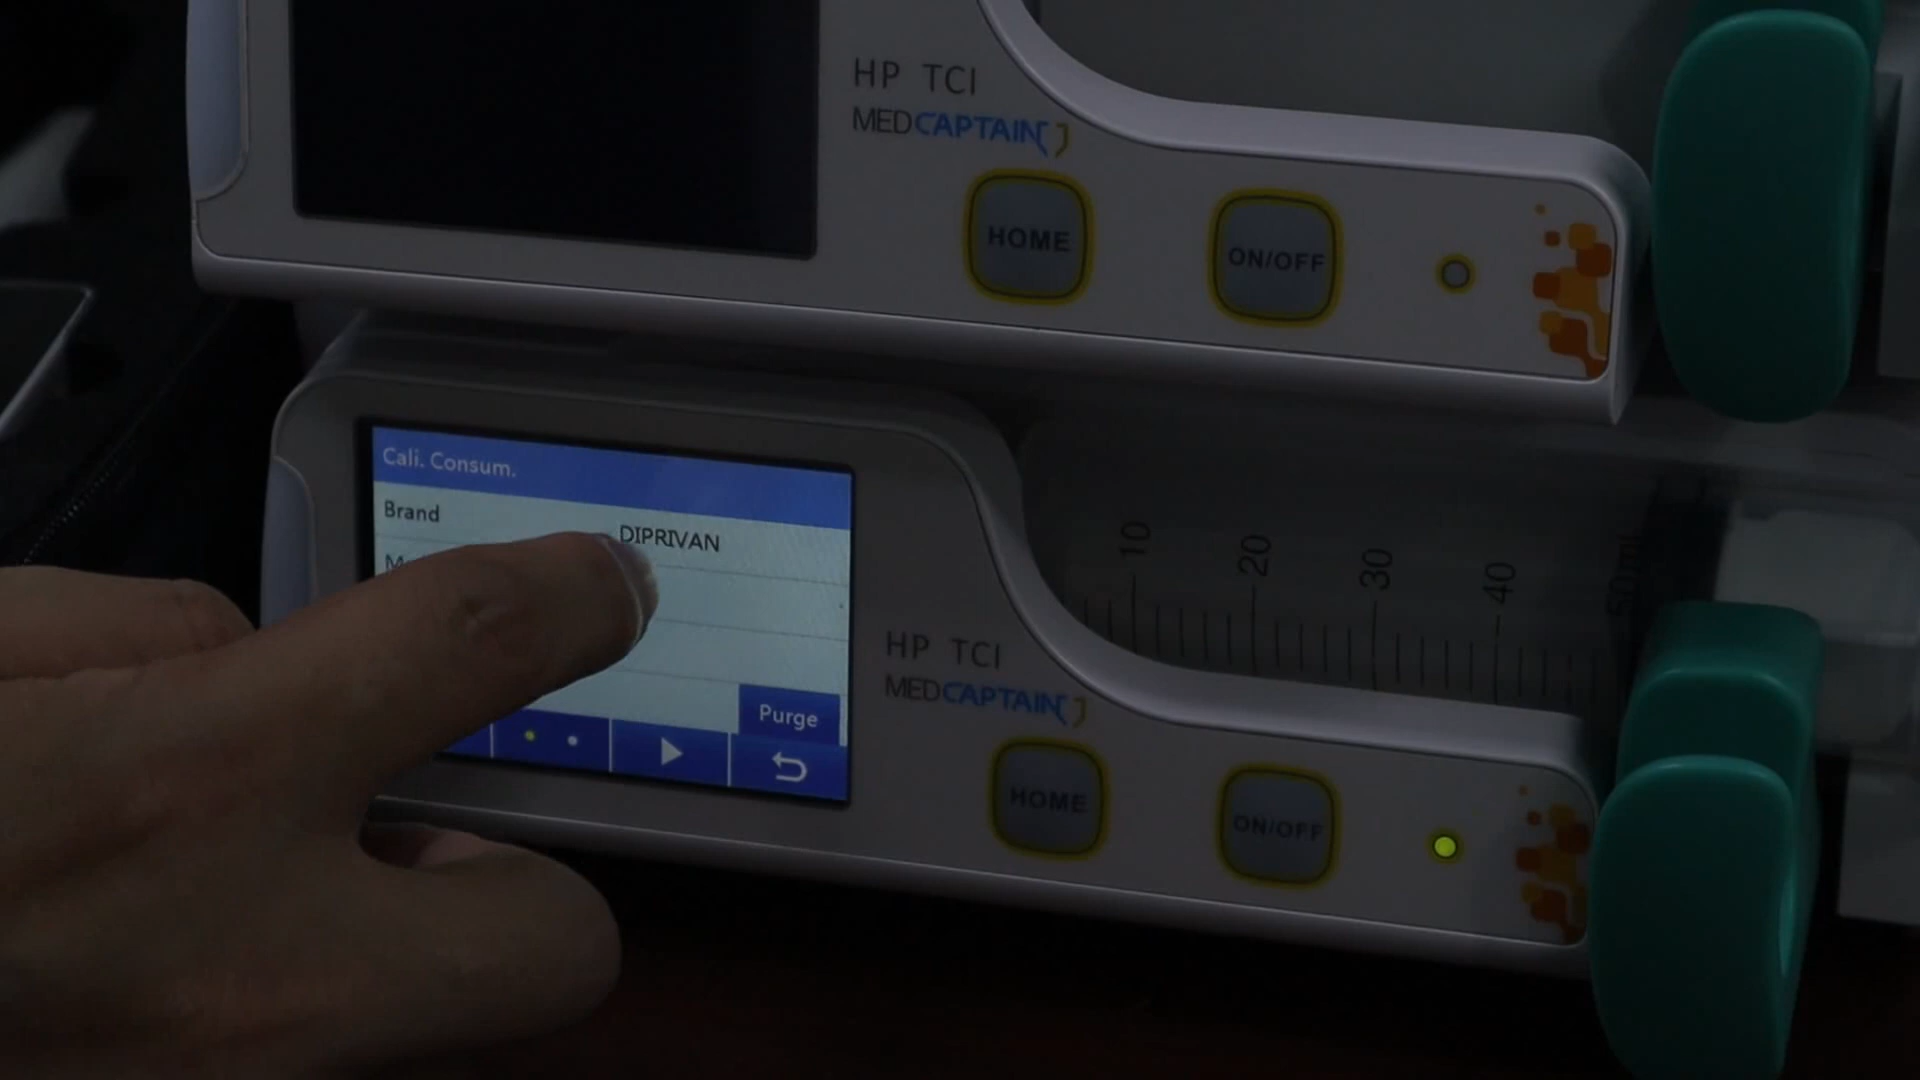 HP TCI
MEDCAPTAIN
HOME
ON/OFF
Cali. Consum.
Brand
DIPRIVAN
Purge
10
20
30
40
50mL
HP TCI
MEDCAPTAIN
HOME
ON/OFF